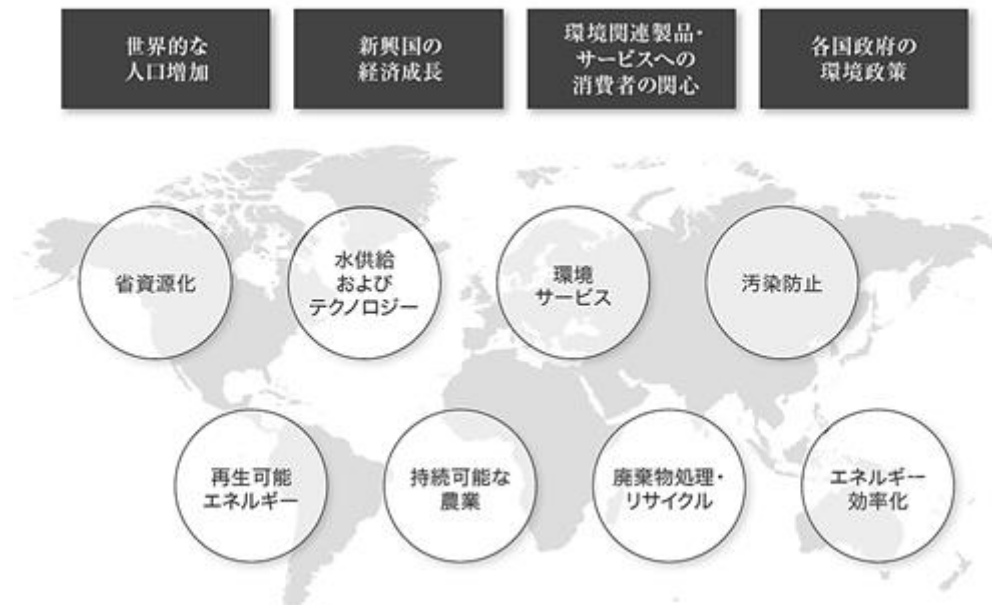 世界的な
人口増加
新興国の
経済成長
環境関連製品・
サービスへの
消費者の関心
各国政府の
環境政策
省資源化
水供給
および
テクノロジー
環境
サービス
汚染防止
再生可能
エネルギー
持続可能な
農業
廃棄物処理・
リサイクル
エネルギー
効率化